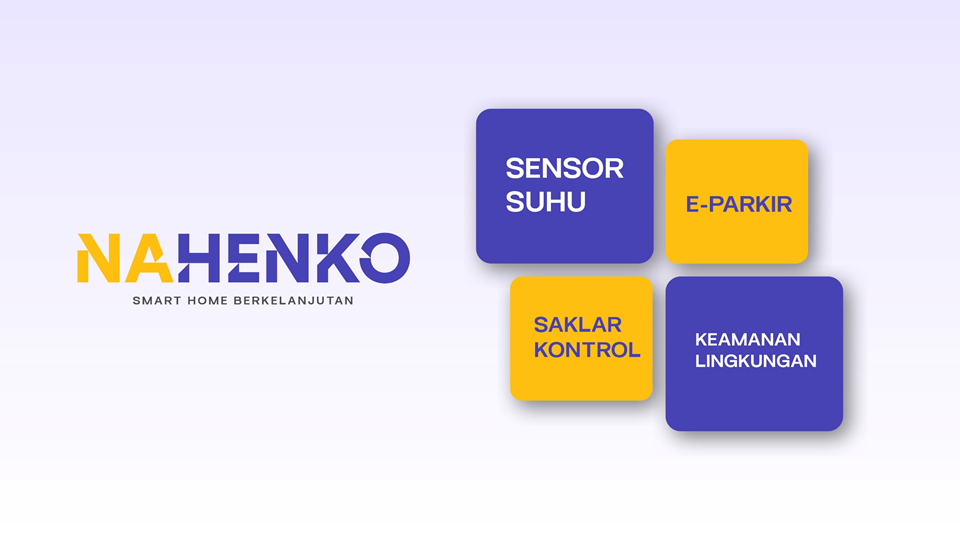 NAHENKO
SMART HOME BERKELANJUTAN
SENSOR
SUHU
E-PARKIR
SAKLAR
KONTROL
KEAMANAN
LINGKUNGAN